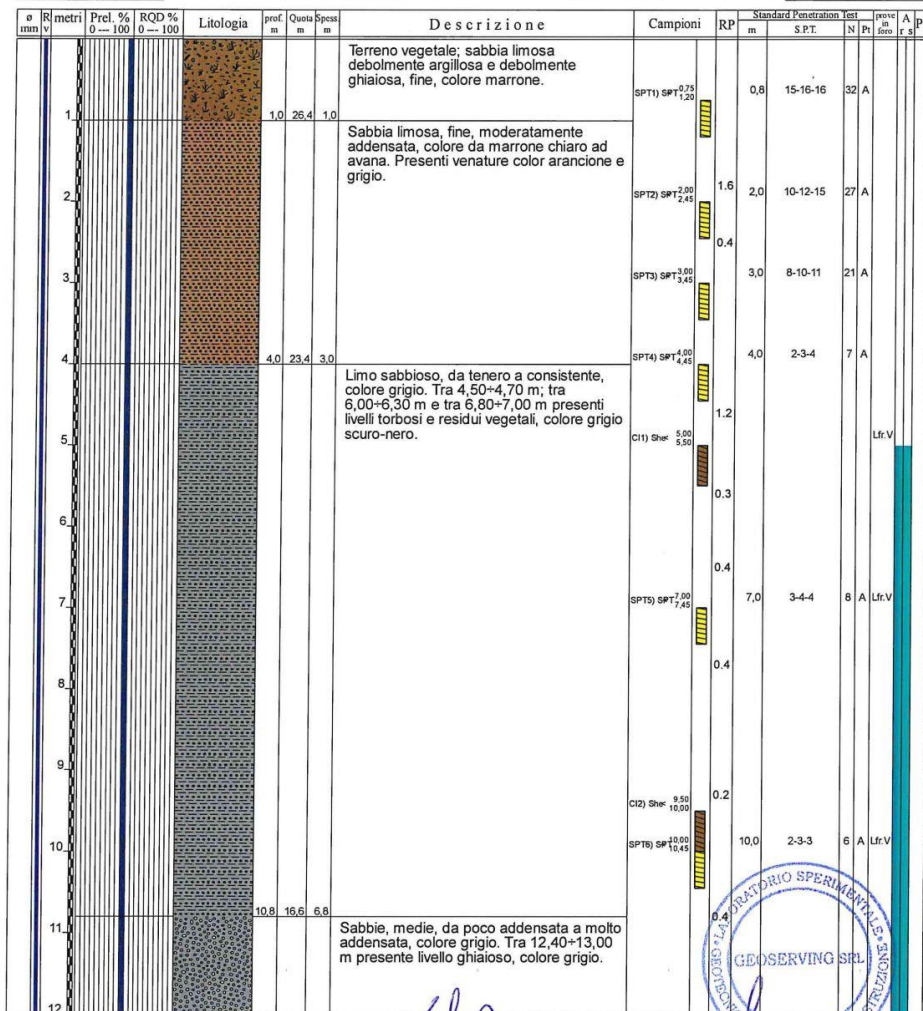 ø mm R v metri Prel. % 0 --- 100 RQD % 0 --- 100 Litologia prof. m Quota m Spess. m Descrizione Campioni RP Standard Penetration Test m S.P.T. N Pt prove in foro A r s
Terreno vegetale; sabbia limosa
debolmente argillosa e debolmente
ghiaiosa, fine, colore marrone.
SPT1) SPT 0,75 1,20 0,8 15-16-16 32 A
1 1,0 26,4 1,0
Sabbia limosa, fine, moderatamente
addensata, colore da marrone chiaro ad
avana. Presenti venature color arancione e
grigio.
2 SPT2) SPT 2,00 2,45 1.6 2,0 10-12-15 27 A
0.4
3 SPT3) SPT 3,00 3,45 3,0 8-10-11 21 A
4 4,0 23,4 3,0 SPT4) SPT 4,00 4,45 4,0 2-3-4 7 A
Limo sabbioso, da tenero a consistente,
colore grigio. Tra 4,50÷4,70 m; tra
6,00÷6,30 m e tra 6,80÷7,00 m presenti
livelli torbosi e residui vegetali, colore grigio
scuro-nero.
1.2
5 CI1) She< 5,00 5,50 Lfr.V
0.3
6
0.4
7 SPT5) SPT 7,00 7,45 7,0 3-4-4 8 A Lfr.V
0.4
8
9
CI2) She< 9,50 10,00 0.2
10 SPT6) SPT 10,00 10,45 10,0 2-3-3 6 A Lfr.V
10,8 16,6 6,8 0.4
11
Sabbie, medie, da poco addensata a molto
addensata, colore grigio. Tra 12,40÷13,00
m presente livello ghiaioso, colore grigio.
12
LABORATORIO SPERIMENTALE
GEOSERVING SRL